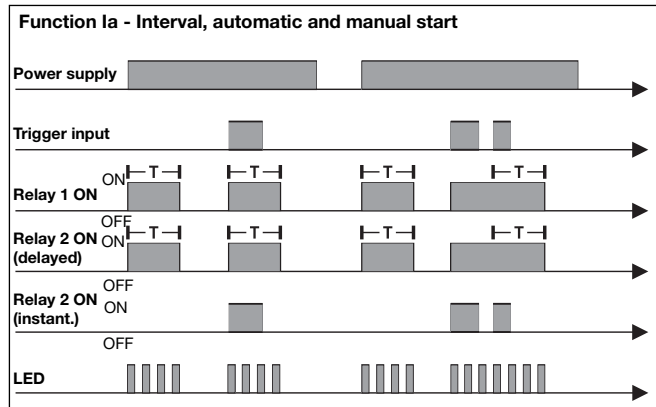 Function Ia - Interval, automatic and manual start
Power supply
Trigger input
ON T T T T
Relay 1 ON
OFF
Relay 2 ON ON T T T T
(delayed)
OFF
Relay 2 ON ON
(instant.)
OFF
LED